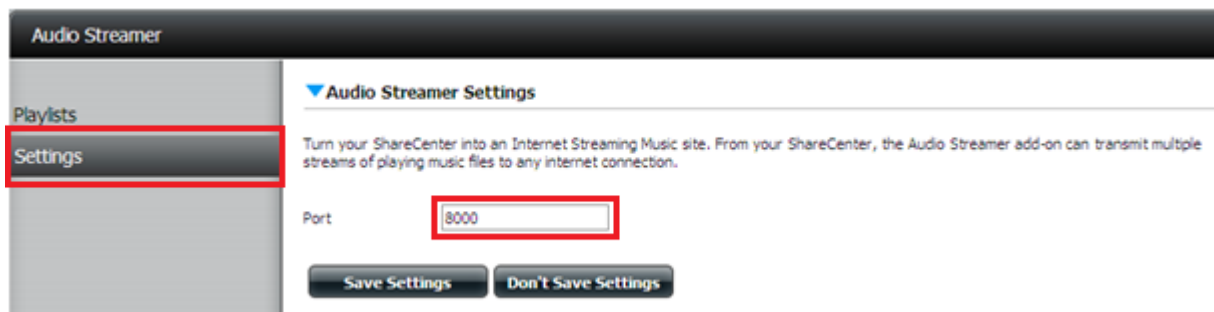 Audio Streamer
Playlists
Settings
Audio Streamer Settings
Turn your ShareCenter into an Internet Streaming Music site. From your ShareCenter, the Audio Streamer add-on can transmit multiple
streams of playing music files to any internet connection.
Port 8000
Save Settings Don't Save Settings